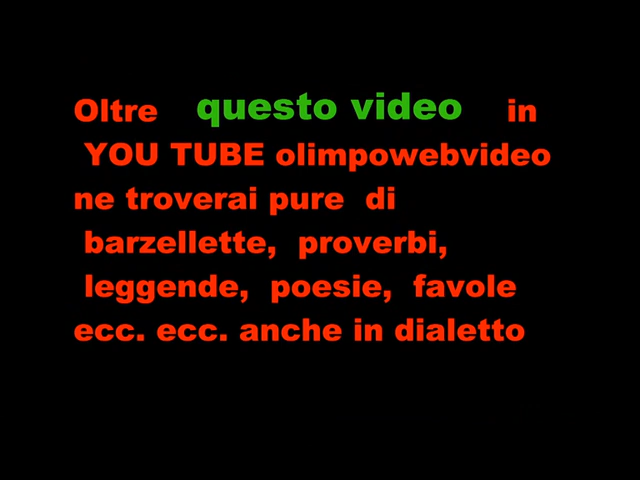 Oltre questo video in
YOU TUBE olimpowebvideo
ne troverai pure di
barzellette, proverbi,
leggende, poesie, favole
ecc. ecc. anche in dialetto